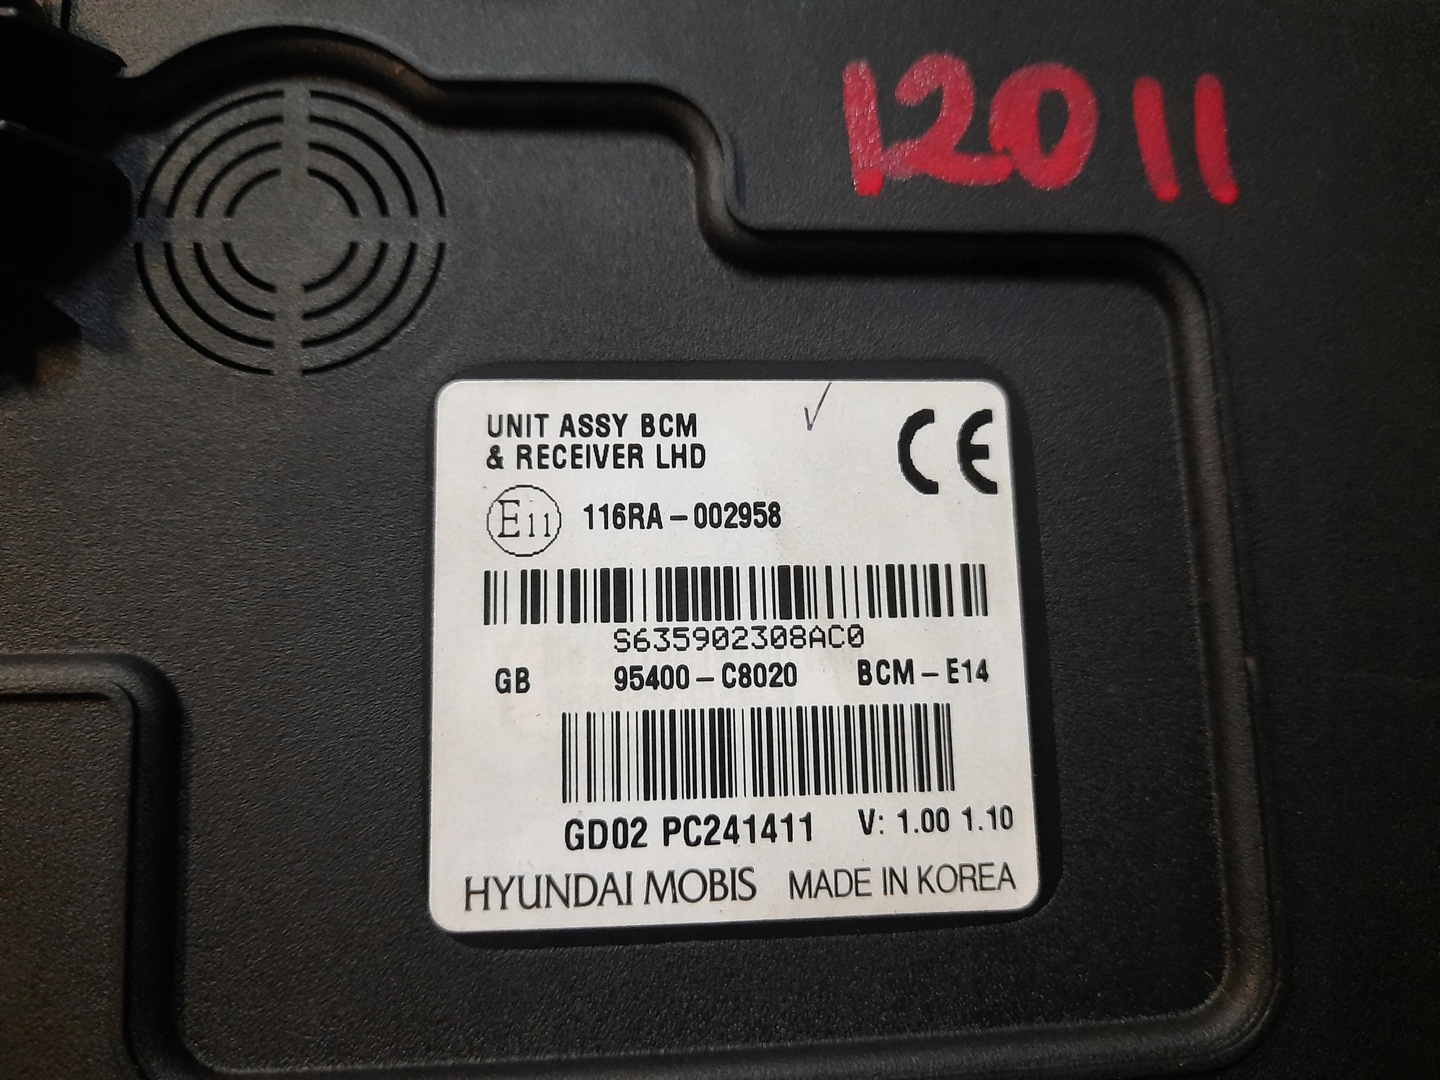 12011
UNIT ASSY BCM
& RECEIVER LHD
CE
E11 116RA-002958
S635902308AC0
GB 95400-C8020 BCM-E14
GD02 PC241411 V: 1.00 1.10
HYUNDAI MOBIS MADE IN KOREA